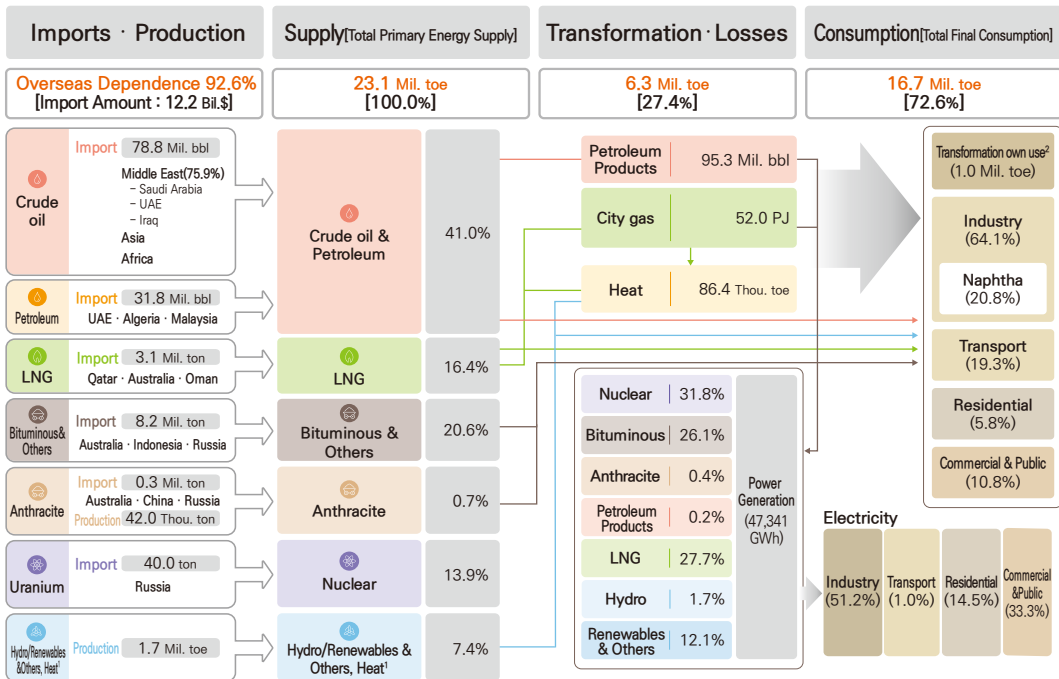 Imports · Production
Supply[Total Primary Energy Supply]
Transformation · Losses
Consumption[Total Final Consumption]
Overseas Dependence 92.6%
[Import Amount : 12.2 Bil.$]
23.1 Mil. toe
[100.0%]
6.3 Mil. toe
[27.4%]
16.7 Mil. toe
[72.6%]
Crude
oil
Import 78.8 Mil. bbl
Middle East(75.9%)
- Saudi Arabia
- UAE
- Iraq
Asia
Africa
Petroleum
Import 31.8 Mil. bbl
UAE · Algeria · Malaysia
LNG
Import 3.1 Mil. ton
Qatar · Australia · Oman
Bituminous&
Others
Import 8.2 Mil. ton
Australia · Indonesia · Russia
Anthracite
Import 0.3 Mil. ton
Australia · China · Russia
Production 42.0 Thou. ton
Uranium
Import 40.0 ton
Russia
Hydro/Renewables
&Others, Heat¹
Production 1.7 Mil. toe
Crude oil &
Petroleum
41.0%
LNG
16.4%
Bituminous &
Others
20.6%
Anthracite
0.7%
Nuclear
13.9%
Hydro/Renewables &
Others, Heat¹
7.4%
Petroleum
Products
95.3 Mil. bbl
City gas
52.0 PJ
Heat
86.4 Thou. toe
Nuclear 31.8%
Bituminous 26.1%
Anthracite 0.4%
Petroleum
Products
0.2%
LNG 27.7%
Hydro 1.7%
Renewables
& Others
12.1%
Power
Generation
(47,341
GWh)
Transformation own use²
(1.0 Mil. toe)
Industry
(64.1%)
Naphtha
(20.8%)
Transport
(19.3%)
Residential
(5.8%)
Commercial & Public
(10.8%)
Electricity
Industry
(51.2%)
Transport
(1.0%)
Residential
(14.5%)
Commercial
&Public
(33.3%)